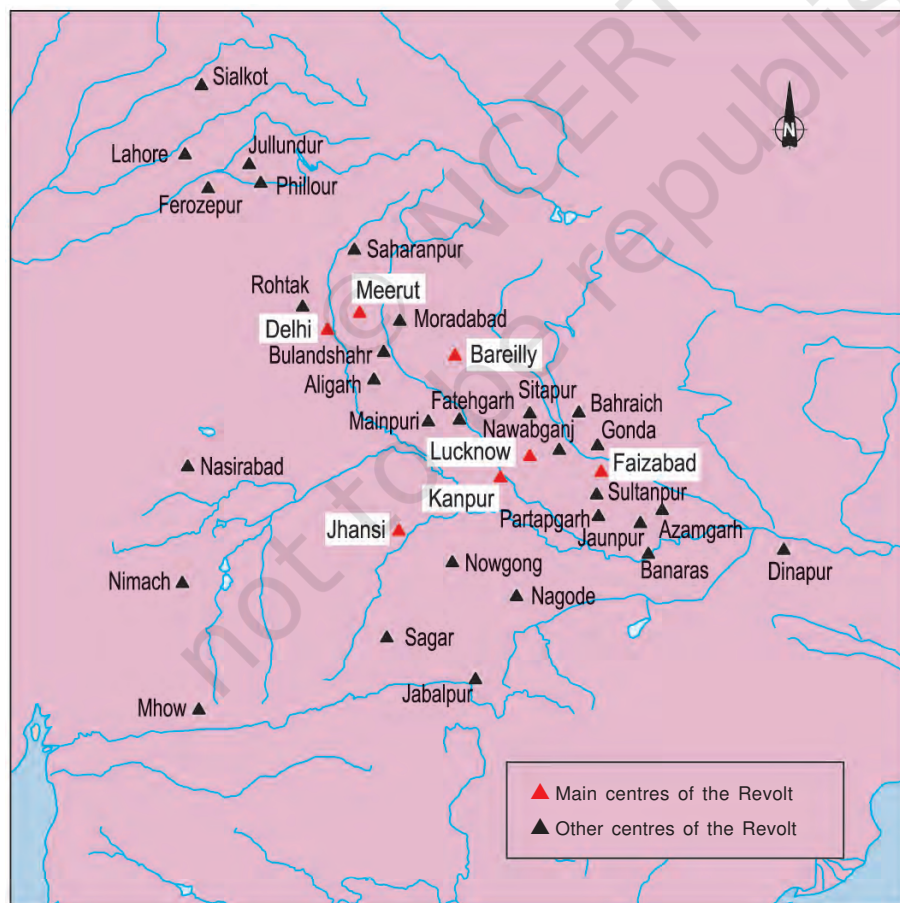 © NCERT
not to be republis
Sialkot
N
Lahore
Jullundur
Phillour
Ferozepur
Saharanpur
Rohtak
Meerut
Delhi
Moradabad
Bulandshahr
Bareilly
Aligarh
Sitapur
Fatehgarh
Bahraich
Mainpuri
Nawabganj
Gonda
Lucknow
Nasirabad
Faizabad
Kanpur
Sultanpur
Partapgarh
Jhansi
Azamgarh
Jaunpur
Nowgong
Banaras
Dinapur
Nimach
Nagode
Sagar
Jabalpur
Mhow
Main centres of the Revolt
Other centres of the Revolt